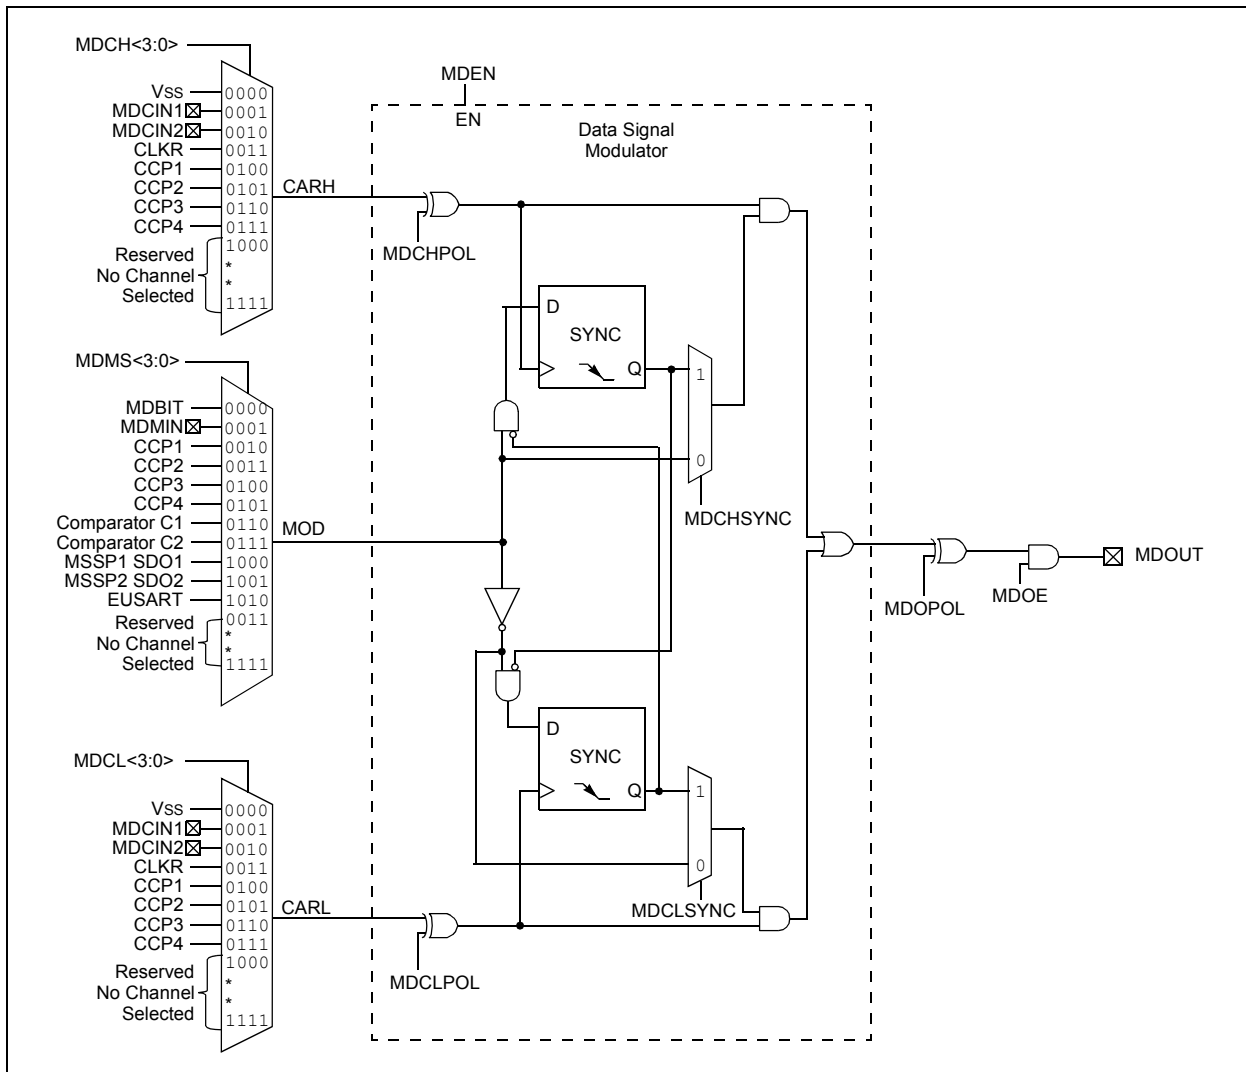 MDCH<3:0>
VSS 0000
MDCIN1 0001
MDCIN2 0010
CLKR 0011
CCP1 0100
CCP2 0101
CCP3 0110
CCP4 0111
1000
Reserved
No Channel
Selected
*
*
1111
CARH
MDEN
EN
Data Signal
Modulator
MDCHPOL
D
SYNC
Q
1
0
MDCHSYNC
MDMS<3:0>
MDBIT 0000
MDMIN 0001
CCP1 0010
CCP2 0011
CCP3 0100
CCP4 0101
Comparator C1 0110
Comparator C2 0111
MSSP1 SDO1 1000
MSSP2 SDO2 1001
EUSART 1010
0011
Reserved
No Channel
Selected
*
*
1111
MOD
MDOPOL
MDOE
MDOUT
D
SYNC
Q
1
0
MDCLSYNC
MDCL<3:0>
VSS 0000
MDCIN1 0001
MDCIN2 0010
CLKR 0011
CCP1 0100
CCP2 0101
CCP3 0110
CCP4 0111
1000
Reserved
No Channel
Selected
*
*
1111
CARL
MDCLPOL